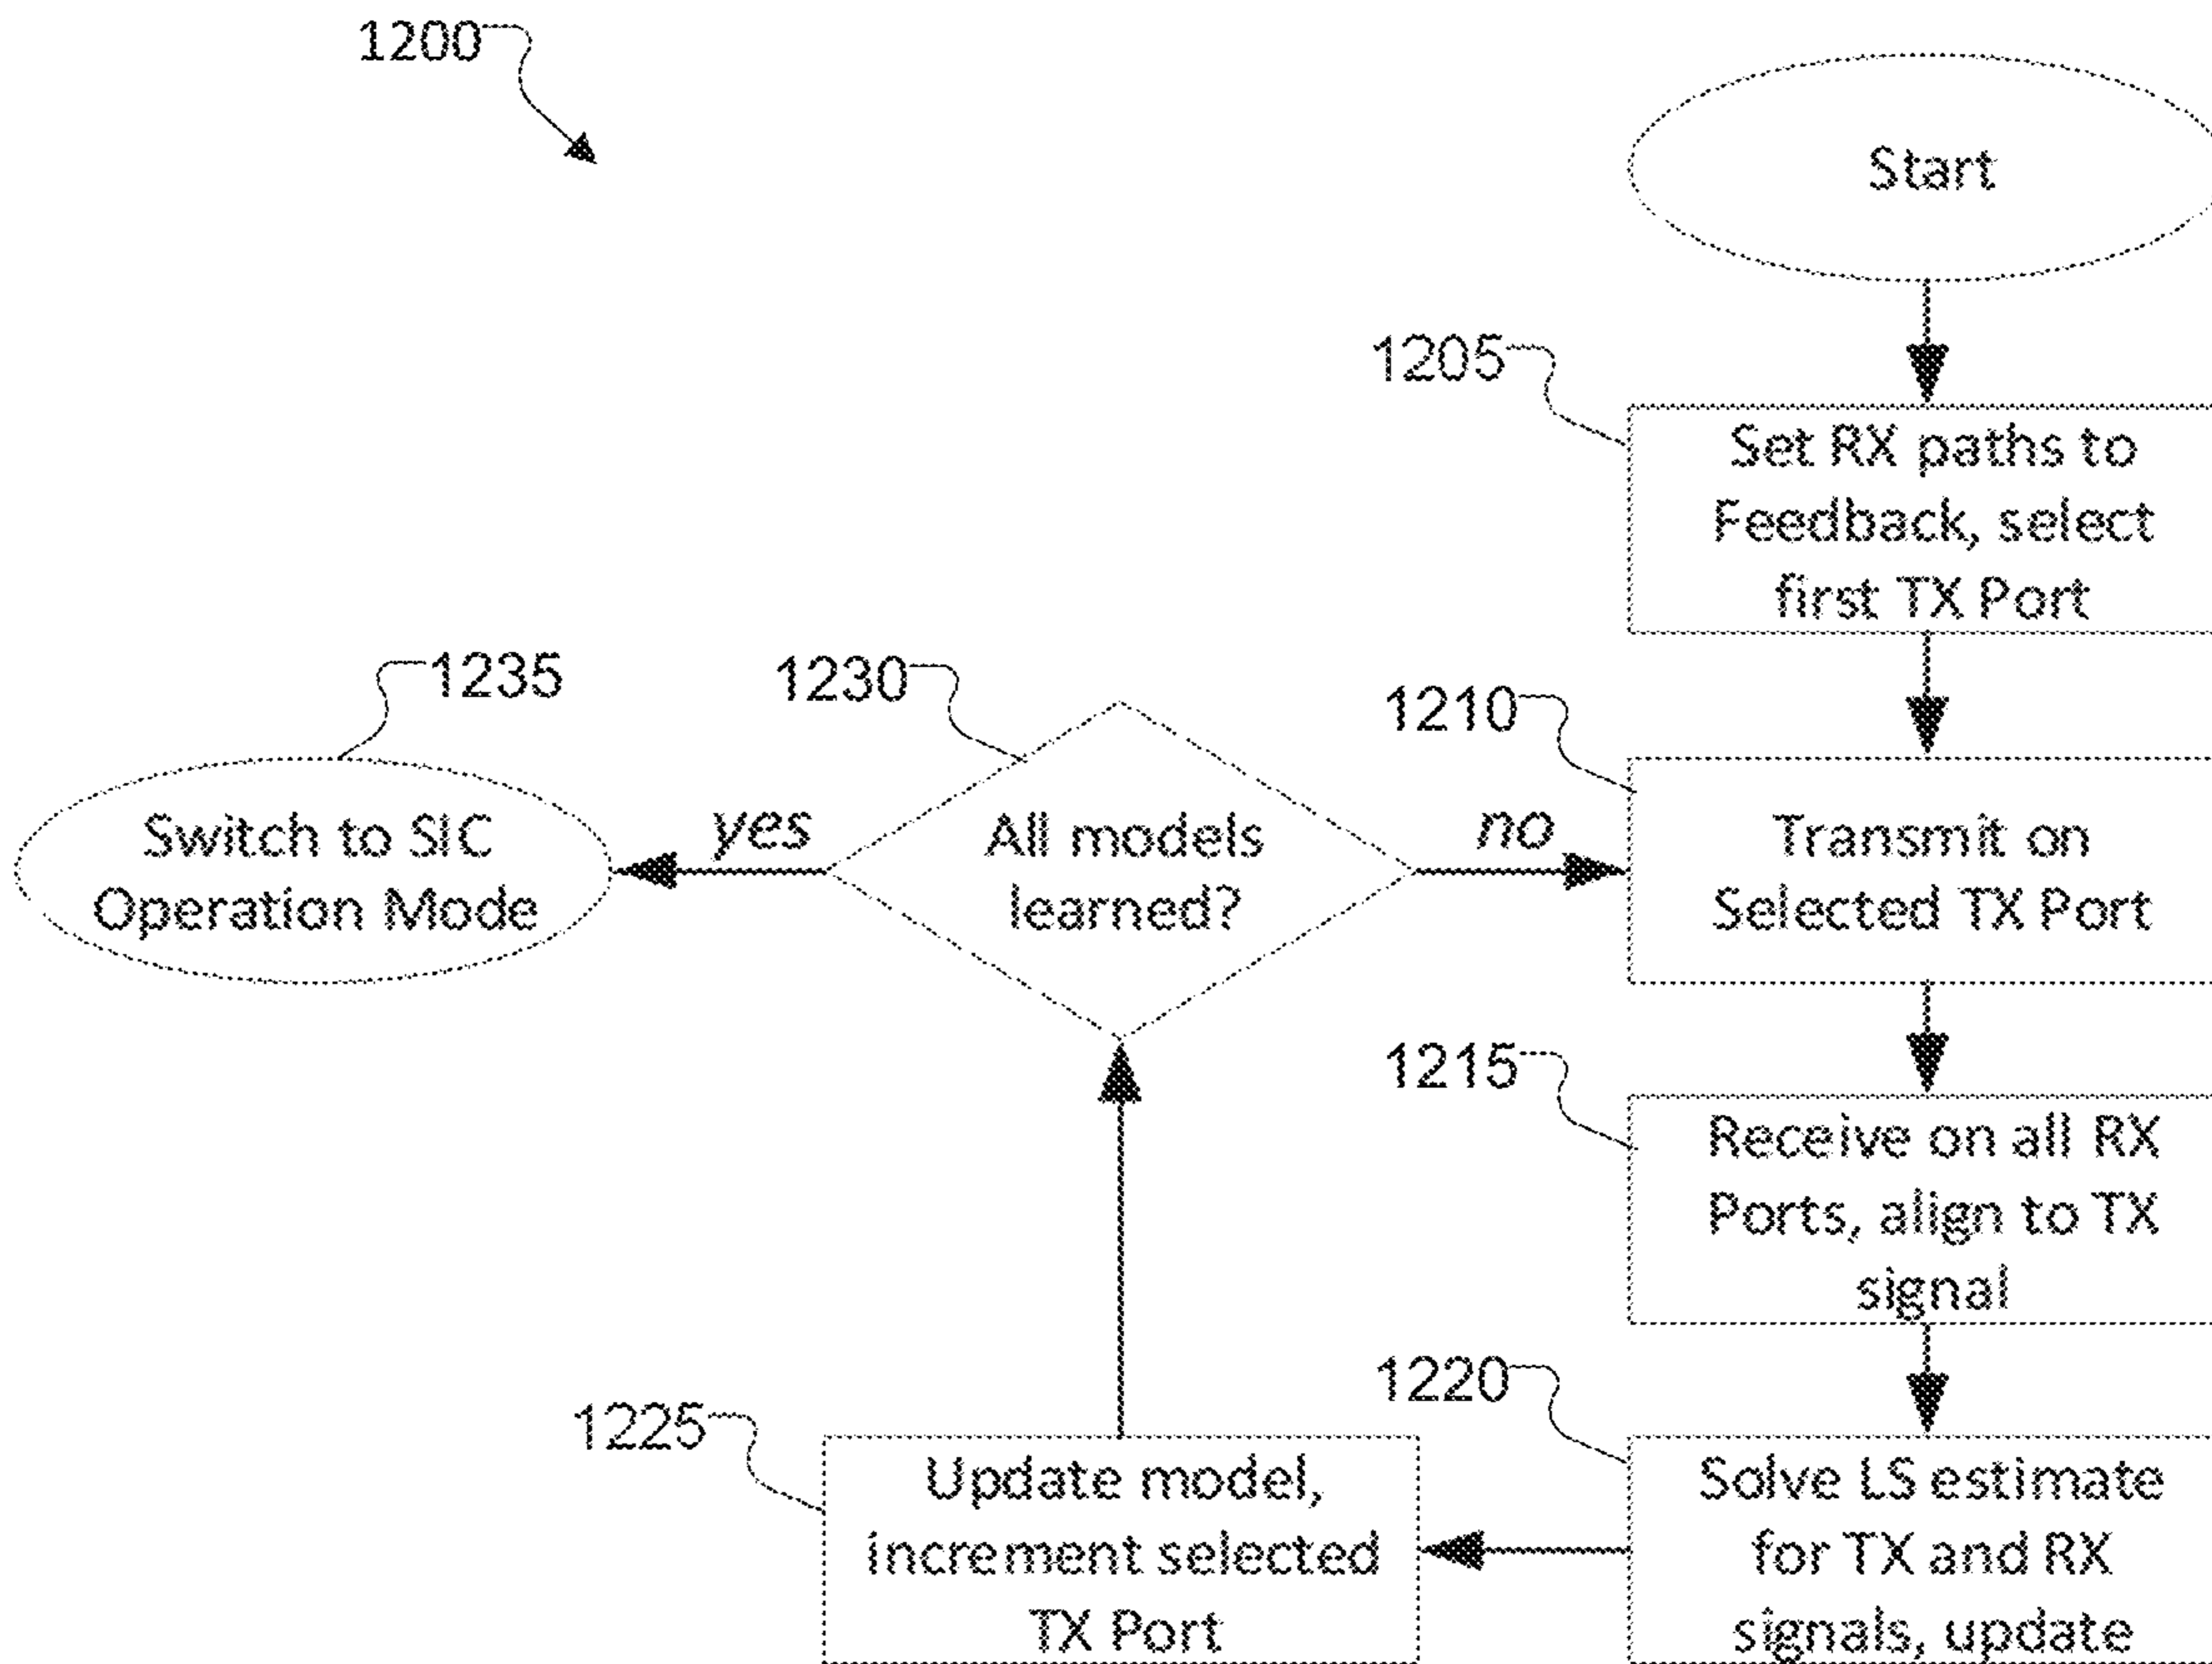 1200
Start
1205
Set RX paths to
Feedback, select
first TX Port
1235
1230
1210
Switch to SIC
Operation Mode
yes
All models
learned?
no
Transmit on
Selected TX Port
1215
Receive on all RX
Ports, align to TX
signal
1220
1225
Update model,
increment selected
TX Port
Solve LS estimate
for TX and RX
signals, update